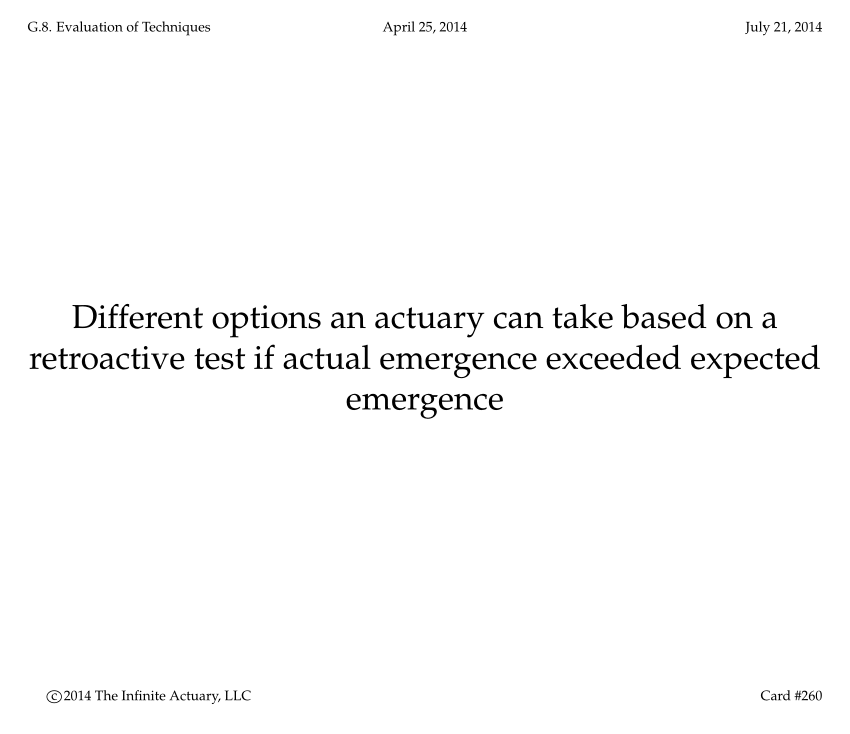 G.8. Evaluation of Techniques April 25, 2014 July 21, 2014
Different options an actuary can take based on a
retroactive test if actual emergence exceeded expected
emergence
©2014 The Infinite Actuary, LLC Card #260